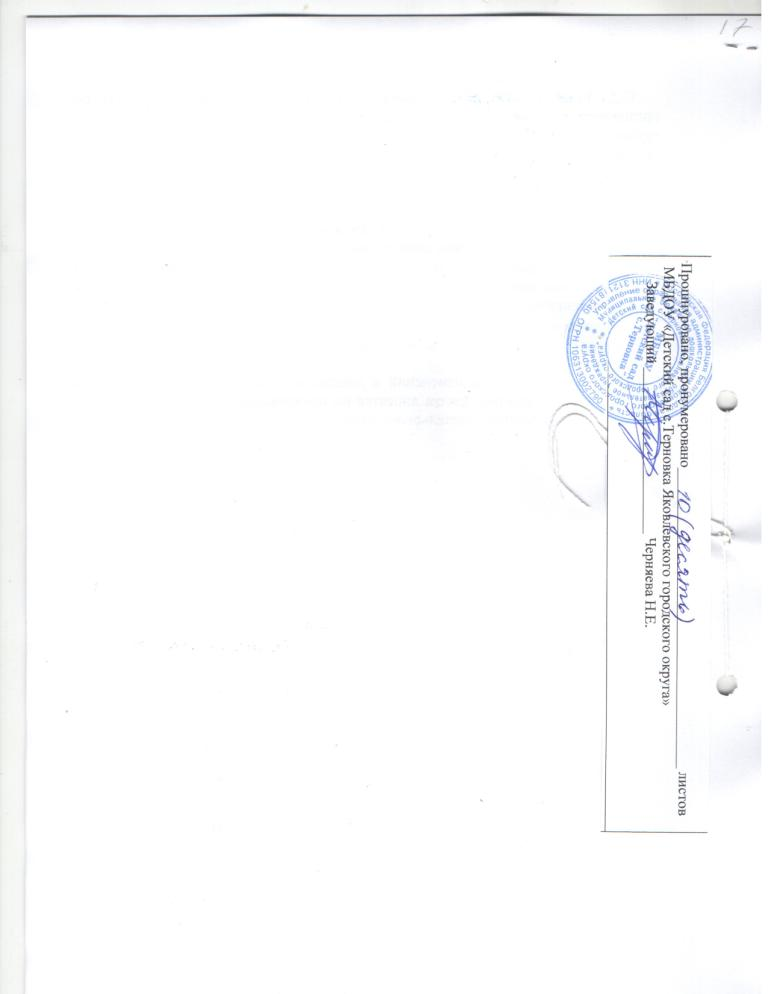 17
Прошнуровано, пронумеровано 10 (десять) листов
МБДОУ «Детский сад с.Терновка Яковлевского городского округа»
Заведующий Черняева Н.Е.